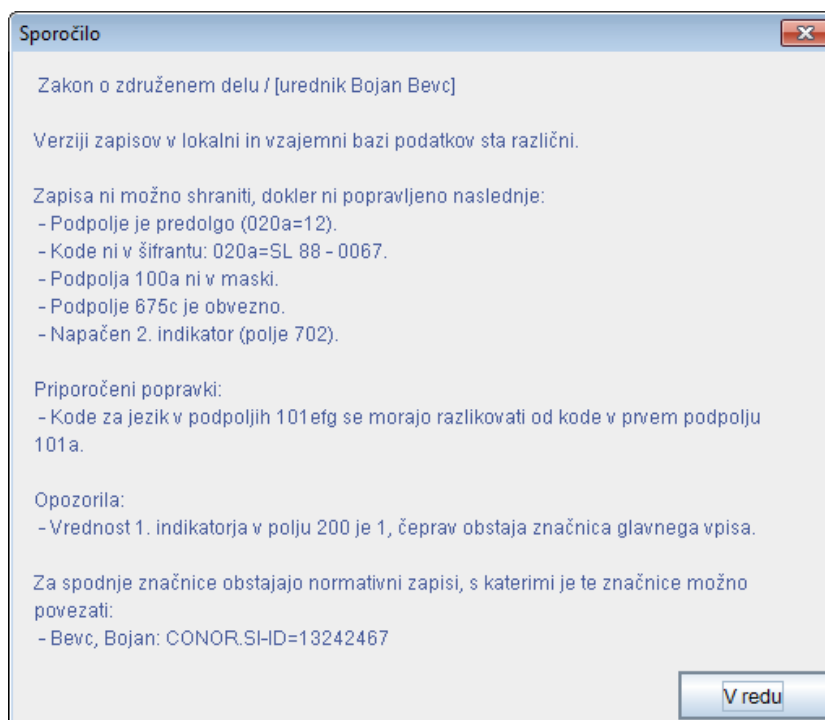 Sporočilo
Zakon o združenem delu / [urednik Bojan Bevc]
Verziji zapisov v lokalni in vzajemni bazi podatkov sta različni.
Zapisa ni možno shraniti, dokler ni popravljeno naslednje:
- Podpolje je predolgo (020a=12).
- Kode ni v šifrantu: 020a=SL 88 - 0067.
- Podpolja 100a ni v maski.
- Podpolje 675c je obvezno.
- Napačen 2. indikator (polje 702).
Priporočeni popravki:
- Kode za jezik v podpoljih 101efg se morajo razlikovati od kode v prvem podpolju
101a.
Opozorila:
- Vrednost 1. indikatorja v polju 200 je 1, čeprav obstaja značnica glavnega vpisa.
Za spodnje značnice obstajajo normativni zapisi, s katerimi je te značnice možno
povezati:
- Bevc, Bojan: CONOR.SI-ID=13242467
V redu